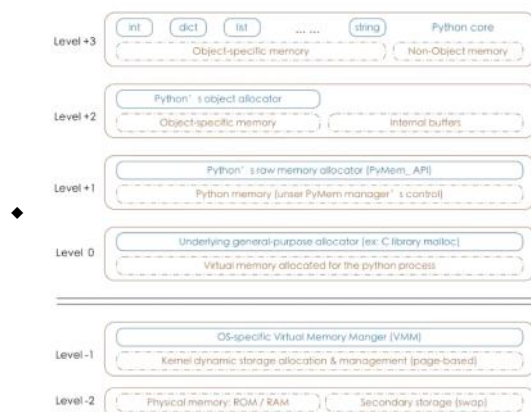 int dict list ... ... string Python core
Level +3
Object-specific memory Non-Object memory
Python's object allocator
Level +2
Object-specific memory Internal buffers
Python's raw memory allocator (PyMem_ API)
Level +1
Python memory (unser PyMem manager's control)
Underlying general-purpose allocator (ex: C library malloc)
Level 0
Virtual memory allocated for the python process
OS-specific Virtual Memory Manger (VMM)
Level -1
Kernel dynamic storage allocation & management (page-based)
Level -2
Physical memory: ROM / RAM Secondary storage (swap)